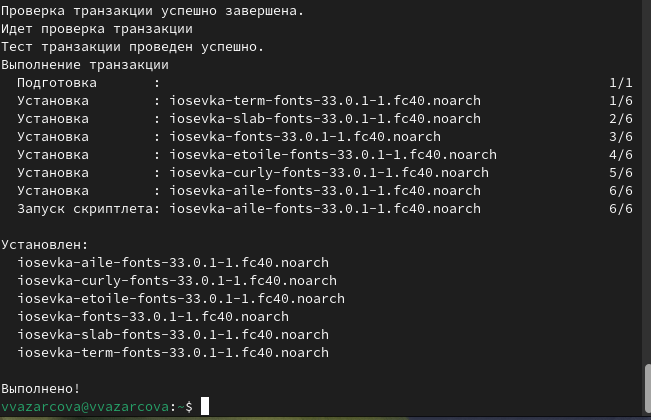 Проверка транзакции успешно завершена.
Идет проверка транзакции
Тест транзакции проведен успешно.
Выполнение транзакции
  Подготовка       :                                                        1/1
  Установка        : iosevka-term-fonts-33.0.1-1.fc40.noarch                1/6
  Установка        : iosevka-slab-fonts-33.0.1-1.fc40.noarch                2/6
  Установка        : iosevka-fonts-33.0.1-1.fc40.noarch                     3/6
  Установка        : iosevka-etoile-fonts-33.0.1-1.fc40.noarch              4/6
  Установка        : iosevka-curly-fonts-33.0.1-1.fc40.noarch               5/6
  Установка        : iosevka-aile-fonts-33.0.1-1.fc40.noarch                6/6
  Запуск скриптлета: iosevka-aile-fonts-33.0.1-1.fc40.noarch                6/6

Установлен:
  iosevka-aile-fonts-33.0.1-1.fc40.noarch
  iosevka-curly-fonts-33.0.1-1.fc40.noarch
  iosevka-etoile-fonts-33.0.1-1.fc40.noarch
  iosevka-fonts-33.0.1-1.fc40.noarch
  iosevka-slab-fonts-33.0.1-1.fc40.noarch
  iosevka-term-fonts-33.0.1-1.fc40.noarch

Выполнено!
vvazarcova@vvazarcova:~$